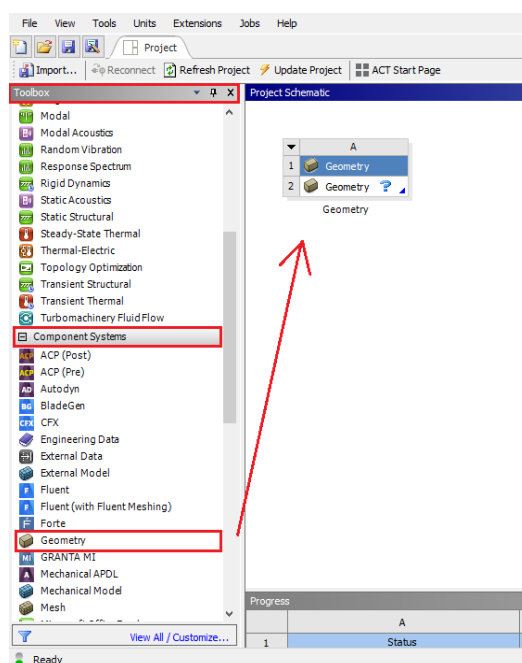 File View Tools Units Extensions Jobs Help
Project
Import... Reconnect Refresh Project Update Project ACT Start Page
Toolbox
Modal
Modal Acoustics
Random Vibration
Response Spectrum
Rigid Dynamics
Static Acoustics
Static Structural
Steady-State Thermal
Thermal-Electric
Topology Optimization
Transient Structural
Transient Thermal
Turbomachinery Fluid Flow
Component Systems
ACP (Post)
ACP (Pre)
Autodyn
BladeGen
CFX
Engineering Data
External Data
External Model
Fluent
Fluent (with Fluent Meshing)
Forte
Geometry
GRANTA MI
Mechanical APDL
Mechanical Model
Mesh
View All / Customize...
Project Schematic
A
1 Geometry
2 Geometry ?
Geometry
Progress
A
1 Status
Ready